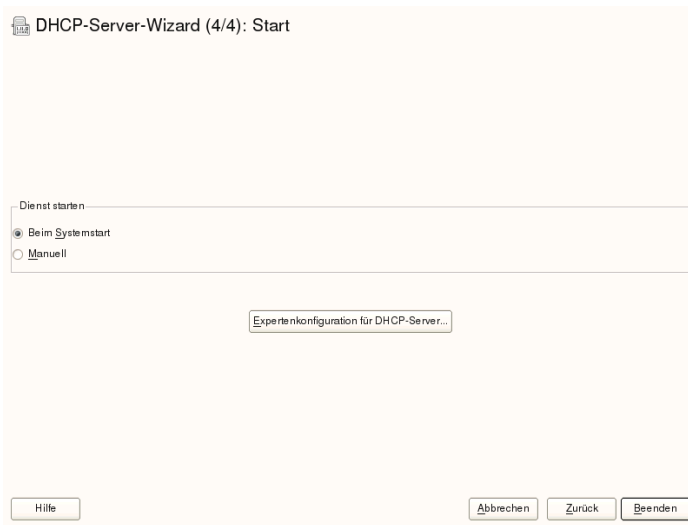 DHCP-Server-Wizard (4/4): Start
Dienst starten
Beim Systemstart
Manuell
Expertenkonfiguration für DHCP-Server...
Hilfe
Abbrechen
Zurück
Beenden